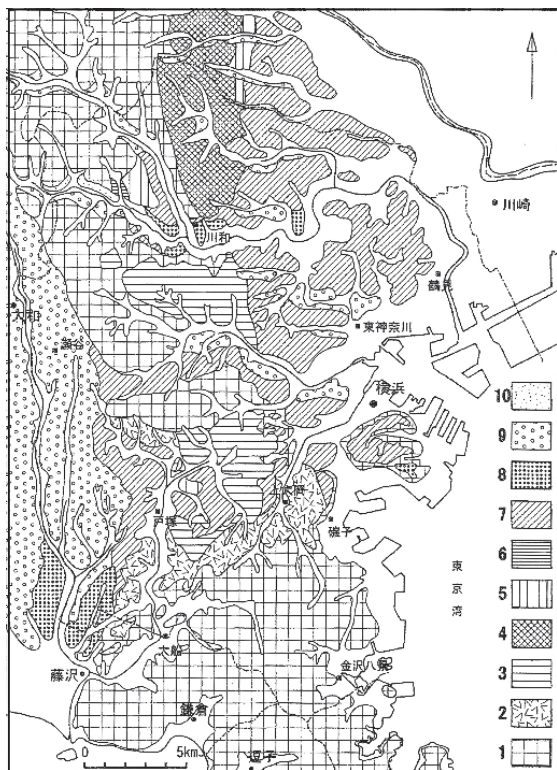 川崎
川和
鶴見
大和
東神奈川
瀬谷
横浜
10
9
8
7
6
5
4
3
2
1
上大岡
戸塚
磯子
東京湾
大船
金沢八景
藤沢
鎌倉
逗子
0 5km